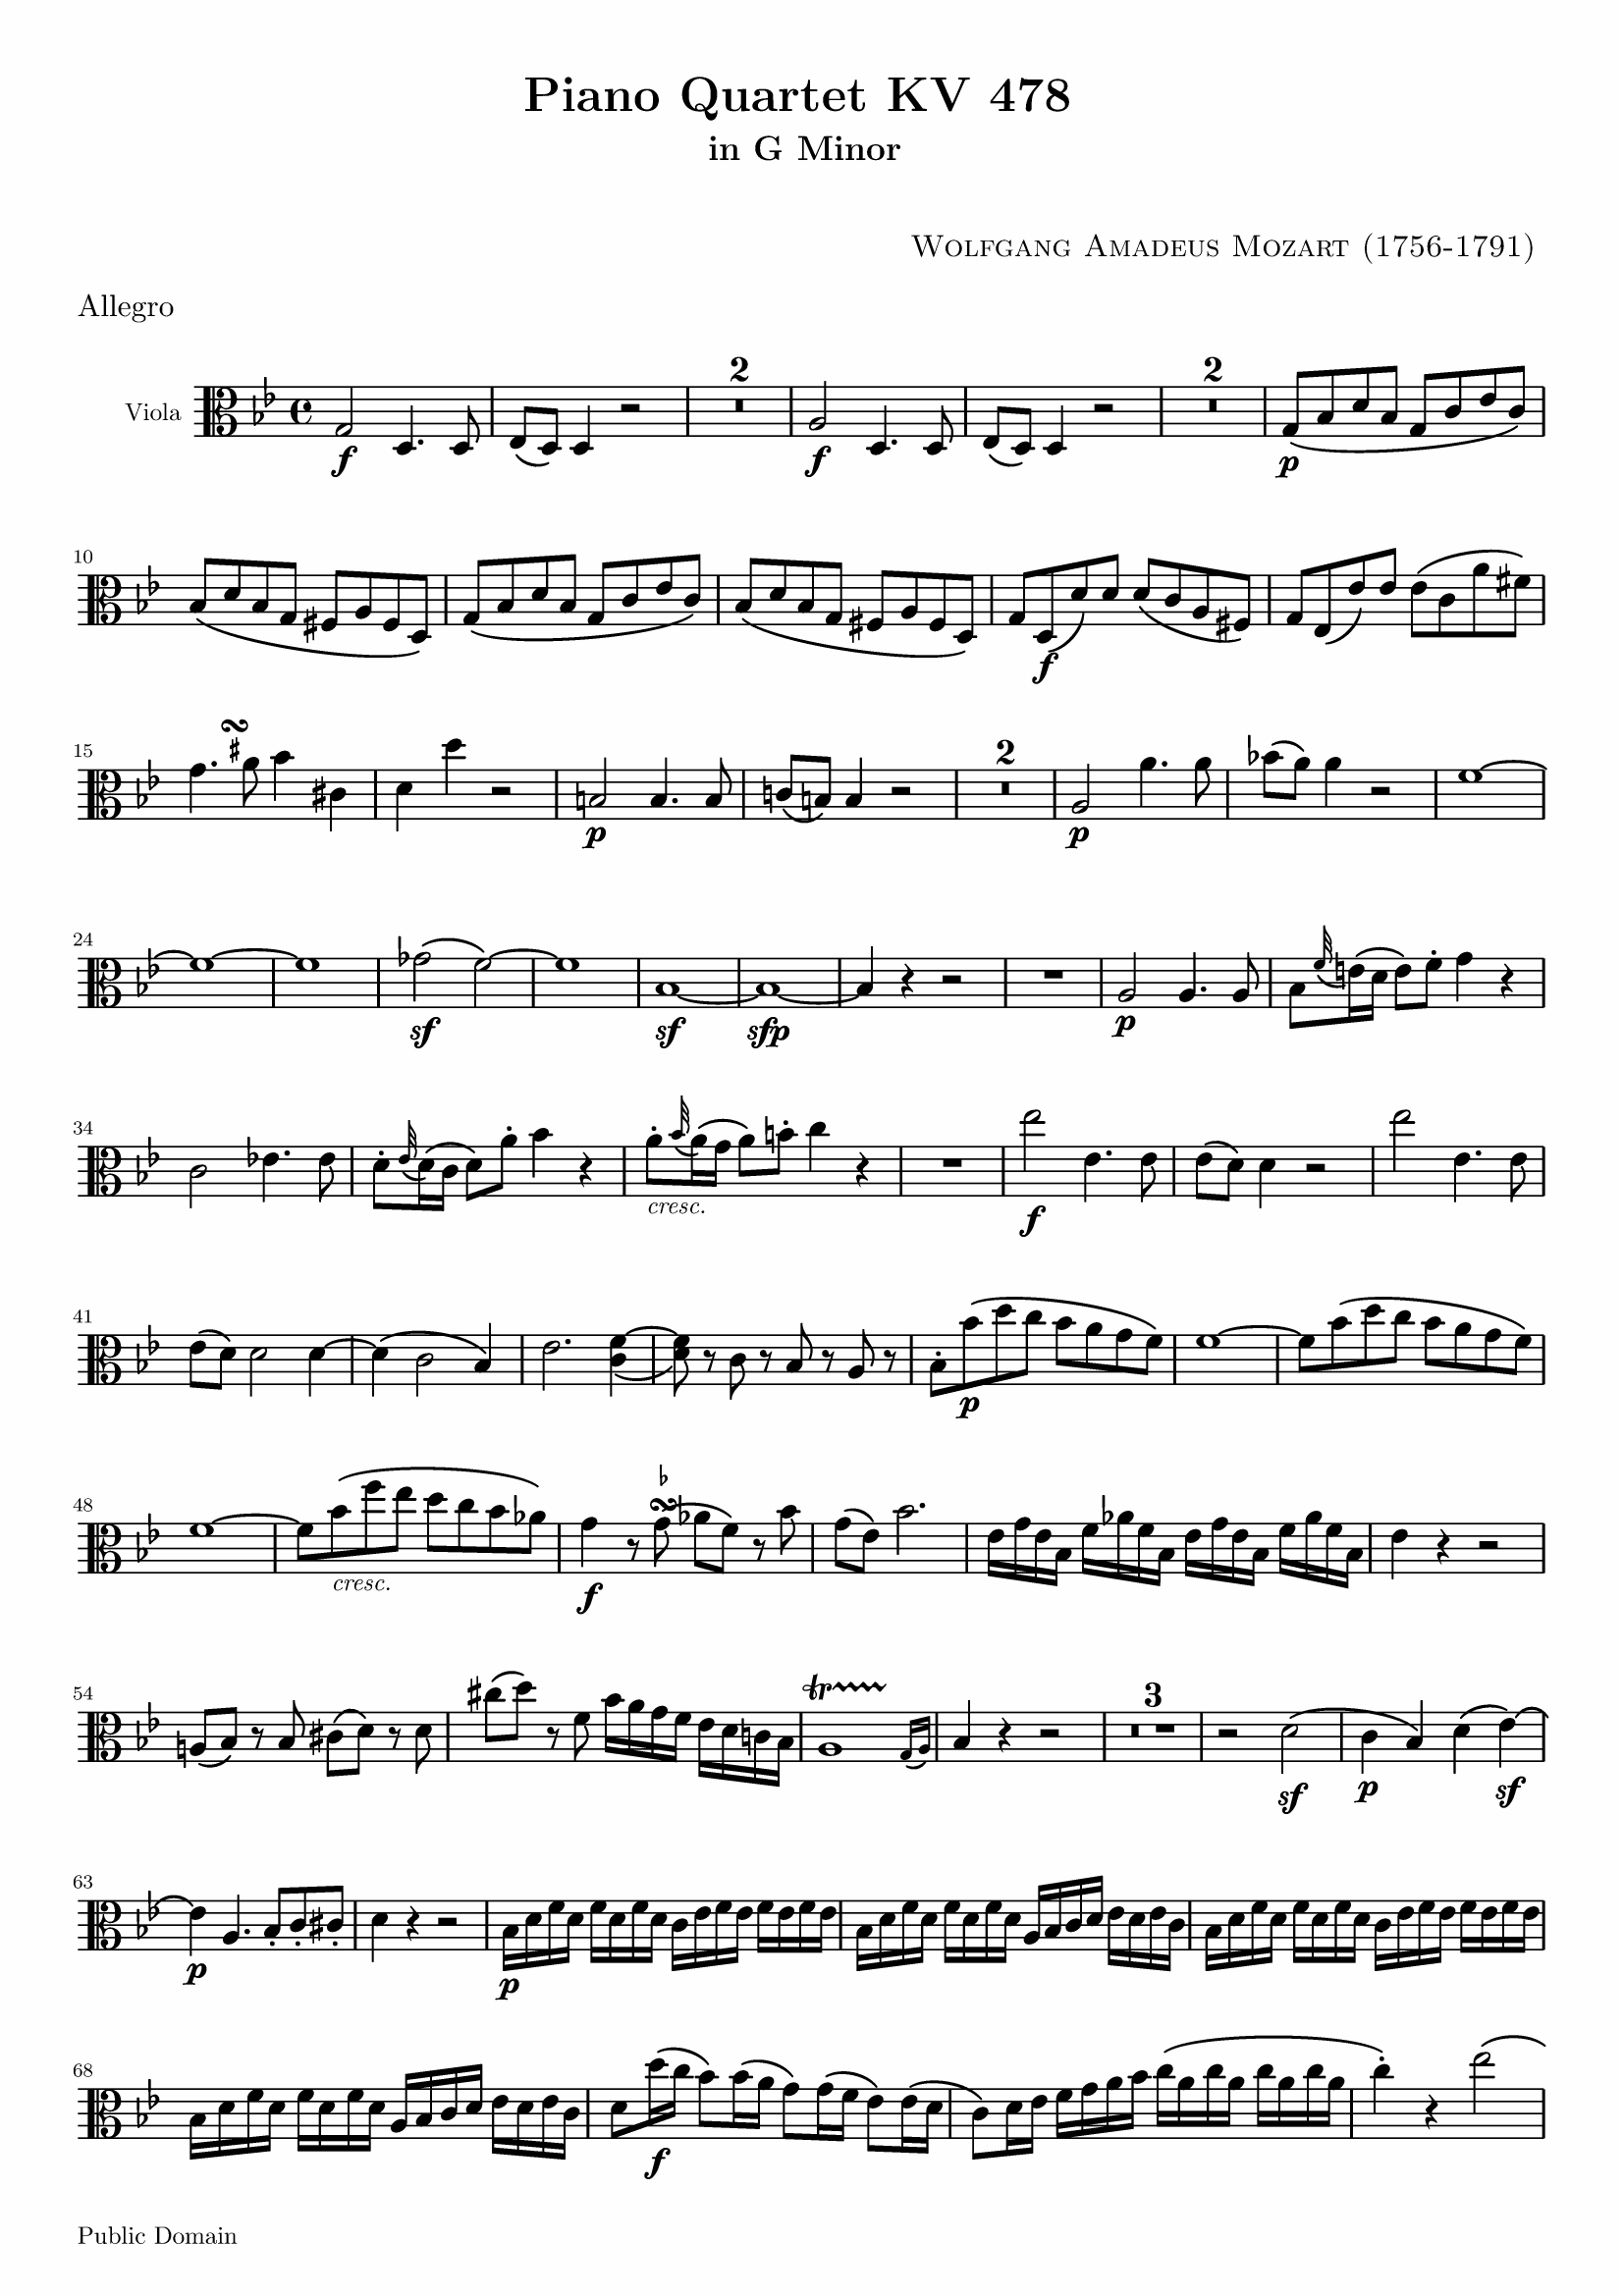 Piano Quartet KV 478
in G Minor
Wolfgang Amadeus Mozart (1756-1791)
Allegro
2 2
Viola
f f p
10
f
15
2
p p
24
sf sf sfp p
34
cresc. f
41
p
48
cresc. f
54
3
sf p sf
63
p p
68
f
Public Domain